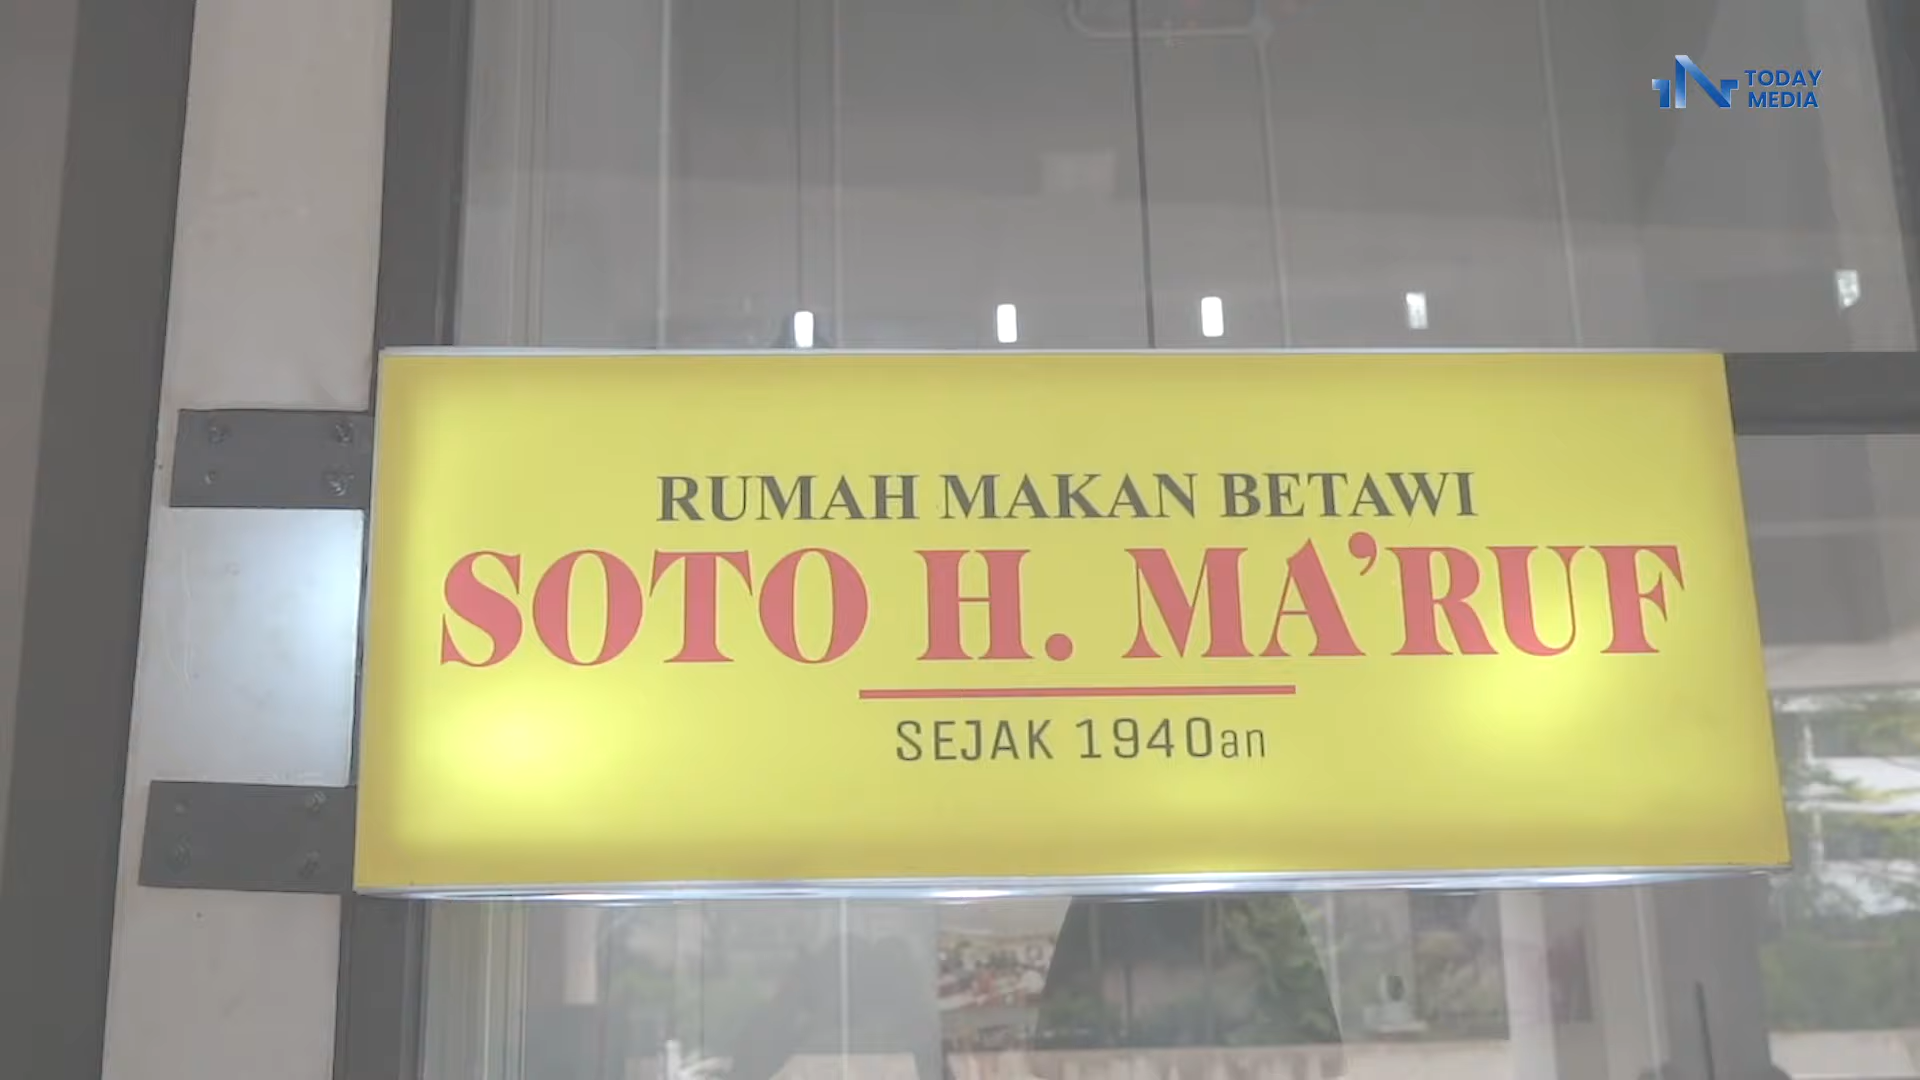 TODAY
MEDIA
RUMAH MAKAN BETAWI
SOTO H. MA'RUF
SEJAK 1940an